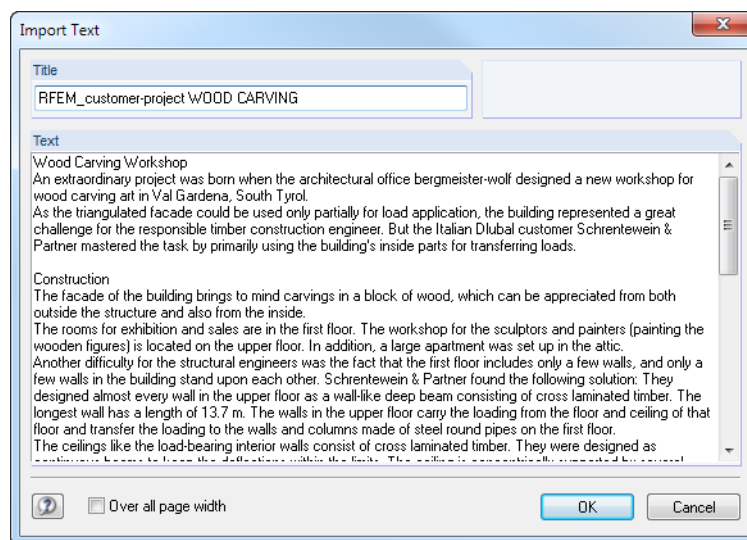 Import Text
Title
RFEM_customer-project WOOD CARVING
Text
Wood Carving Workshop
An extraordinary project was born when the architectural office bergmeister-wolf designed a new workshop for
wood carving art in Val Gardena, South Tyrol.
As the triangulated facade could be used only partially for load application, the building represented a great
challenge for the responsible timber construction engineer. But the Italian Dlubal customer Schrentewein &
Partner mastered the task by primarily using the building's inside parts for transferring loads.
Construction
The facade of the building brings to mind carvings in a block of wood, which can be appreciated from both
outside the structure and also from the inside.
The rooms for exhibition and sales are in the first floor. The workshop for the sculptors and painters (painting the
wooden figures) is located on the upper floor. In addition, a large apartment was set up in the attic.
Another difficulty for the structural engineers was the fact that the first floor includes only a few walls, and only a
few walls in the building stand upon each other. Schrentewein & Partner found the following solution: They
designed almost every wall in the upper floor as a wall-like deep beam consisting of cross laminated timber. The
longest wall has a length of 13.7 m. The walls in the upper floor carry the loading from the floor and ceiling of that
floor and transfer the loading to the walls and columns made of steel round pipes on the first floor.
The ceilings like the load-bearing interior walls consist of cross laminated timber. They were designed as
Over all page width
OK
Cancel